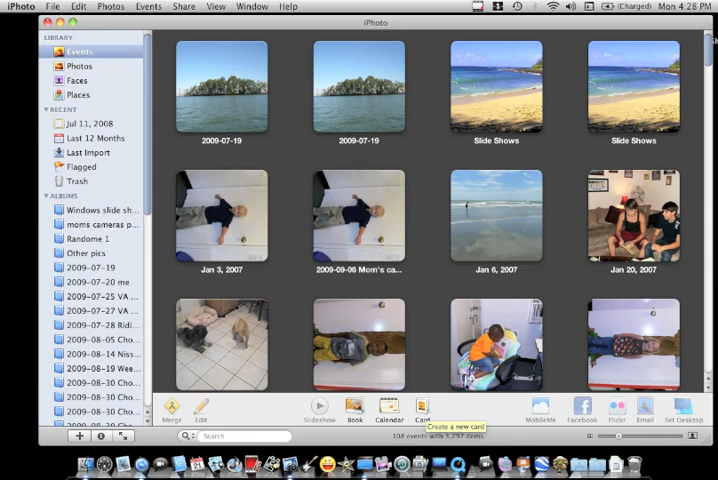 iPhoto File Edit Photos Events Share View Window Help (Charged) Mon 4:28 PM
iPhoto
LIBRARY
Events
Photos
Faces
Places
RECENT
Jul 11, 2008
Last 12 Months
Last Import
Flagged
Trash
ALBUMS
Windows slide sh...
moms cameras p...
Randome 1
Other pics
2009-07-19
2009-07-20 me
2009-07-25 VA ...
2009-07-27 VA ...
2009-07-28 Ridi...
2009-08-05 Cho...
2009-08-14 Niss...
2009-08-19 Wee...
2009-08-30 Cho...
2009-08-30 Cho...
2009-08-30 Cho...
2009-07-19 2009-07-19 Slide Shows Slide Shows
Jan 3, 2007 2009-09-06 Mom's ca... Jan 6, 2007 Jan 20, 2007
Merge Edit Slideshow Book Calendar Card MobileMe Facebook Flickr Email Set Desktop
Create a new card
Search
108 events with 3,797 items